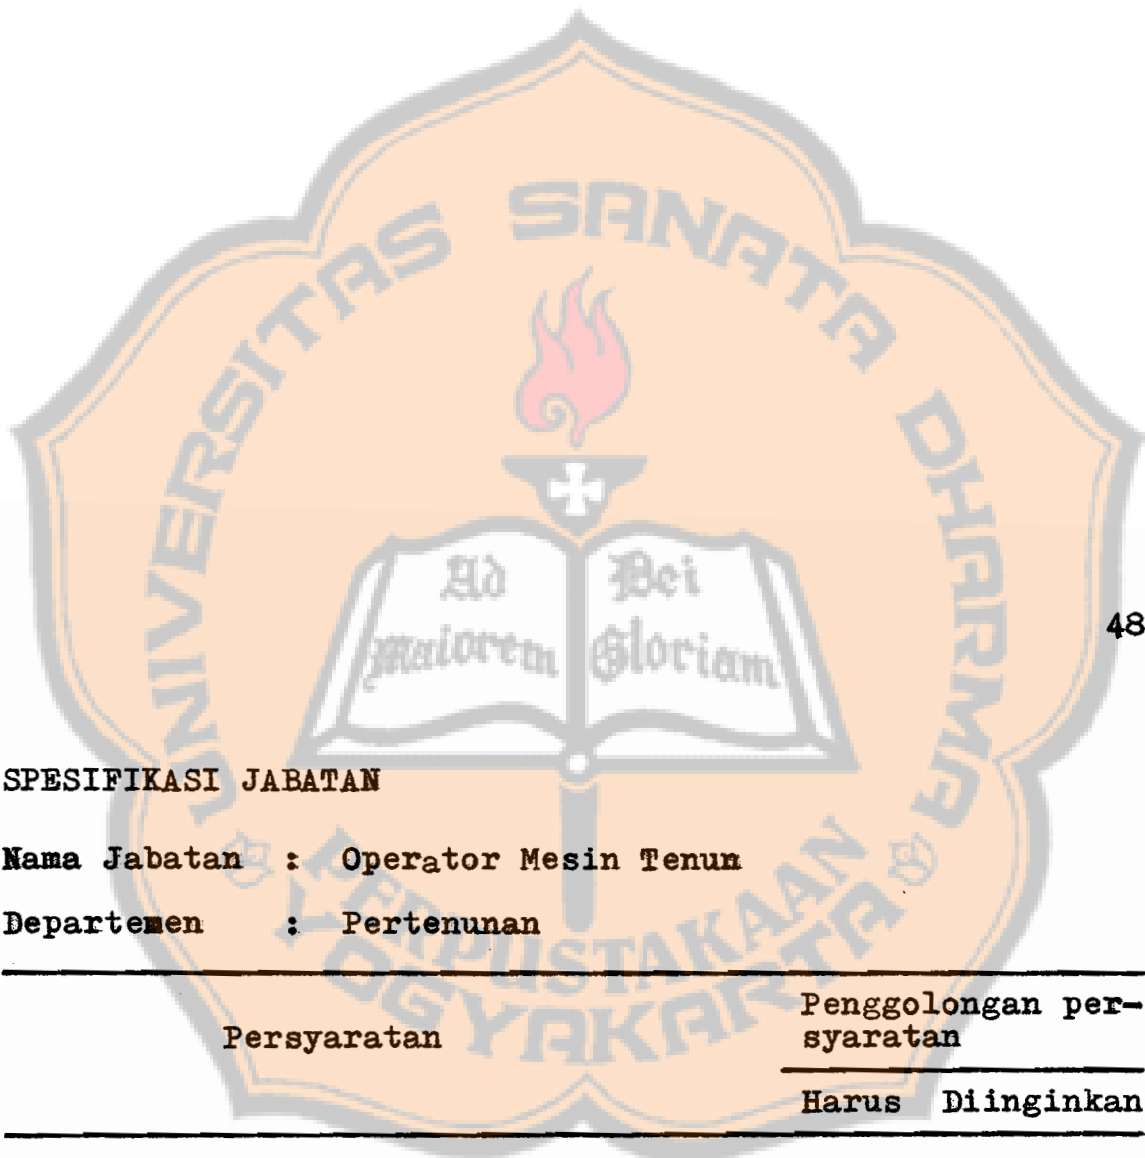 UNIVERSITAS SANATA DHARMA
Ad Dei
Maiorem Gloriam
PERPUSTAKAAN
YOGYAKARTA
48
SPESIFIKASI JABATAN
Nama Jabatan : Operator Mesin Tenun
Departemen : Pertenunan
Persyaratan
Penggolongan per-
syaratan
Harus Diinginkan